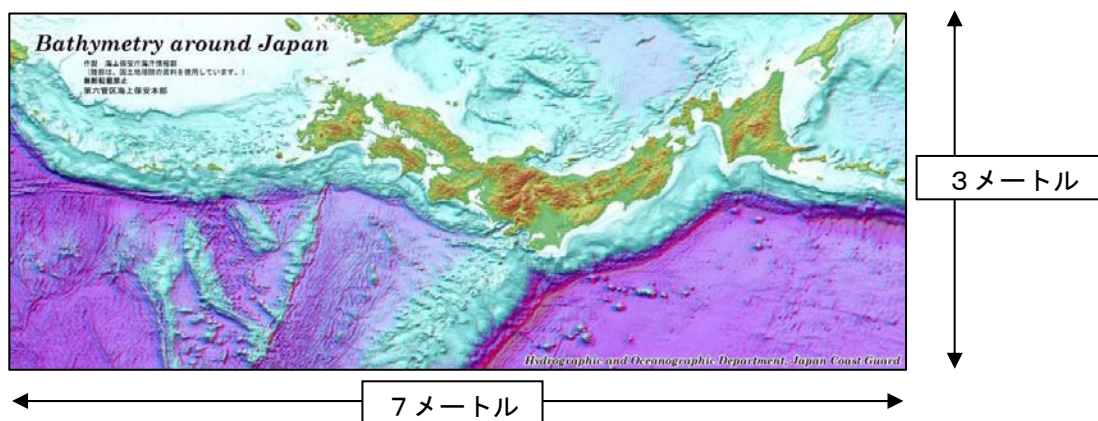 Bathymetry around Japan
作製 海上保安庁海洋情報部
（陸部は、国土地理院の資料を使用しています。）
無断転載禁止
第六管区海上保安本部
３メートル
Hydrographic and Oceanographic Department, Japan Coast Guard
７メートル